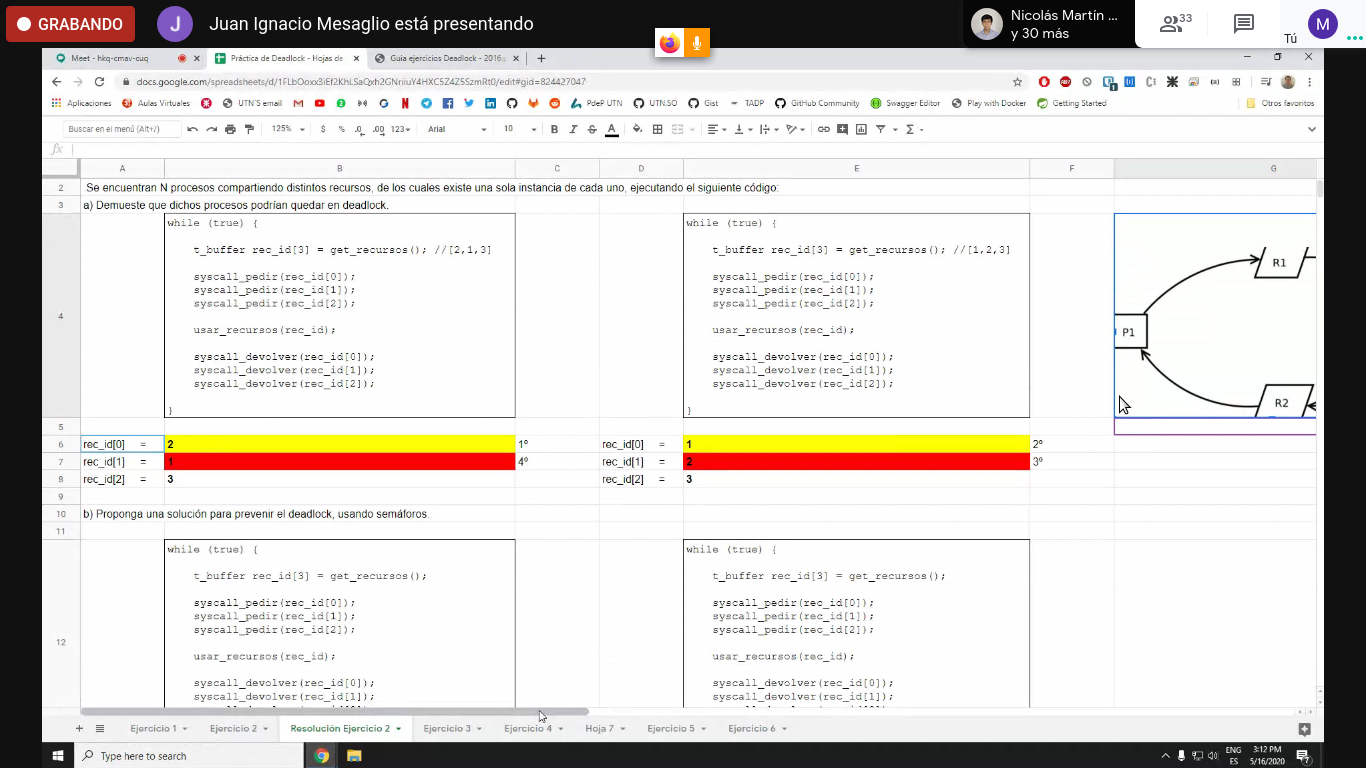 GRABANDO
J
Juan Ignacio Mesaglio está presentando
Nicolás Martín ...
y 30 más
33
Tú
M
Meet - hkq-cmav-cuq
Práctica de Deadlock - Hojas de
Guía ejercicios Deadlock - 2016
docs.google.com/spreadsheets/d/1FLbOox3iEf2KhLSaQxh2GNriiuY4HXC5Z4Z5SzmRt0/edit#gid=824427047
Aplicaciones
Aulas Virtuales
UTN´S email
PdeP UTN
UTN.SO
Gist
TADP
GitHub Community
Swagger Editor
Play with Docker
Getting Started
Otros favoritos
Buscar en el menú (Alt+/)
125%
$
%
.0
.00
123
Arial
10
B
I
S
A
fx
A
B
C
D
E
F
G
2
Se encuentran N procesos compartiendo distintos recursos, de los cuales existe una sola instancia de cada uno, ejecutando el siguiente código:
3
a) Demueste que dichos procesos podrían quedar en deadlock.
4
while (true) {
t_buffer rec_id[3] = get_recursos(); //[2,1,3]
syscall_pedir(rec_id[0]);
syscall_pedir(rec_id[1]);
syscall_pedir(rec_id[2]);
usar_recursos(rec_id);
syscall_devolver(rec_id[0]);
syscall_devolver(rec_id[1]);
syscall_devolver(rec_id[2]);
}
while (true) {
t_buffer rec_id[3] = get_recursos(); //[1,2,3]
syscall_pedir(rec_id[0]);
syscall_pedir(rec_id[1]);
syscall_pedir(rec_id[2]);
usar_recursos(rec_id);
syscall_devolver(rec_id[0]);
syscall_devolver(rec_id[1]);
syscall_devolver(rec_id[2]);
}
R1
P1
R2
5
6 rec_id[0] = 2 1º rec_id[0] = 1 2º
7 rec_id[1] = 1 4º rec_id[1] = 2 3º
8 rec_id[2] = 3 rec_id[2] = 3
9
10
b) Proponga una solución para prevenir el deadlock, usando semáforos.
11
12
while (true) {
t_buffer rec_id[3] = get_recursos();
syscall_pedir(rec_id[0]);
syscall_pedir(rec_id[1]);
syscall_pedir(rec_id[2]);
usar_recursos(rec_id);
syscall_devolver(rec_id[0]);
syscall_devolver(rec_id[1]);
while (true) {
t_buffer rec_id[3] = get_recursos();
syscall_pedir(rec_id[0]);
syscall_pedir(rec_id[1]);
syscall_pedir(rec_id[2]);
usar_recursos(rec_id);
syscall_devolver(rec_id[0]);
syscall_devolver(rec_id[1]);
Ejercicio 1
Ejercicio 2
Resolución Ejercicio 2
Ejercicio 3
Ejercicio 4
Hoja 7
Ejercicio 5
Ejercicio 6
Type here to search
ENG
ES
3:12 PM
5/16/2020
7